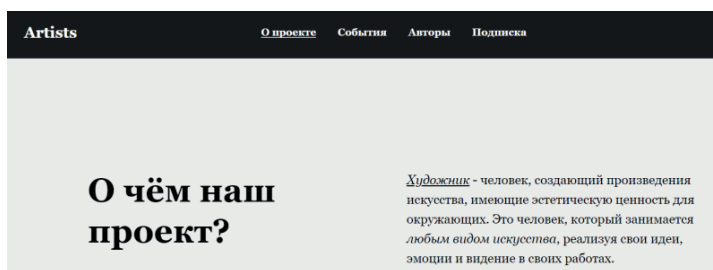 Artists
О проекте События Авторы Подписка
О чём наш
проект?
Художник - человек, создающий произведения
искусства, имеющие эстетическую ценность для
окружающих. Это человек, который занимается
любым видом искусства, реализуя свои идеи,
эмоции и видение в своих работах.